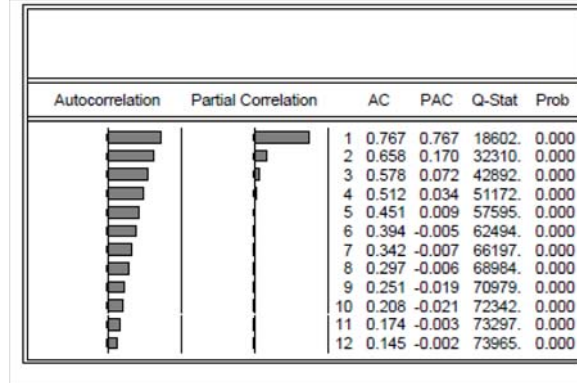 Autocorrelation Partial Correlation AC PAC Q-Stat Prob
1 0.767 0.767 18602. 0.000
2 0.658 0.170 32310. 0.000
3 0.578 0.072 42892. 0.000
4 0.512 0.034 51172. 0.000
5 0.451 0.009 57595. 0.000
6 0.394 -0.005 62494. 0.000
7 0.342 -0.007 66197. 0.000
8 0.297 -0.006 68984. 0.000
9 0.251 -0.019 70979. 0.000
10 0.208 -0.021 72342. 0.000
11 0.174 -0.003 73297. 0.000
12 0.145 -0.002 73965. 0.000